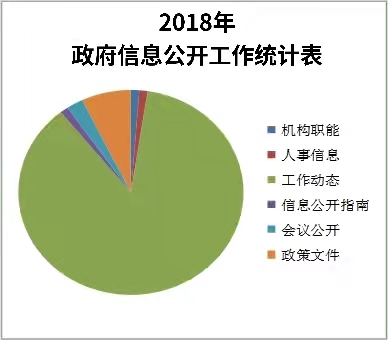 2018年
政府信息公开工作统计表
机构职能
人事信息
工作动态
信息公开指南
会议公开
政策文件